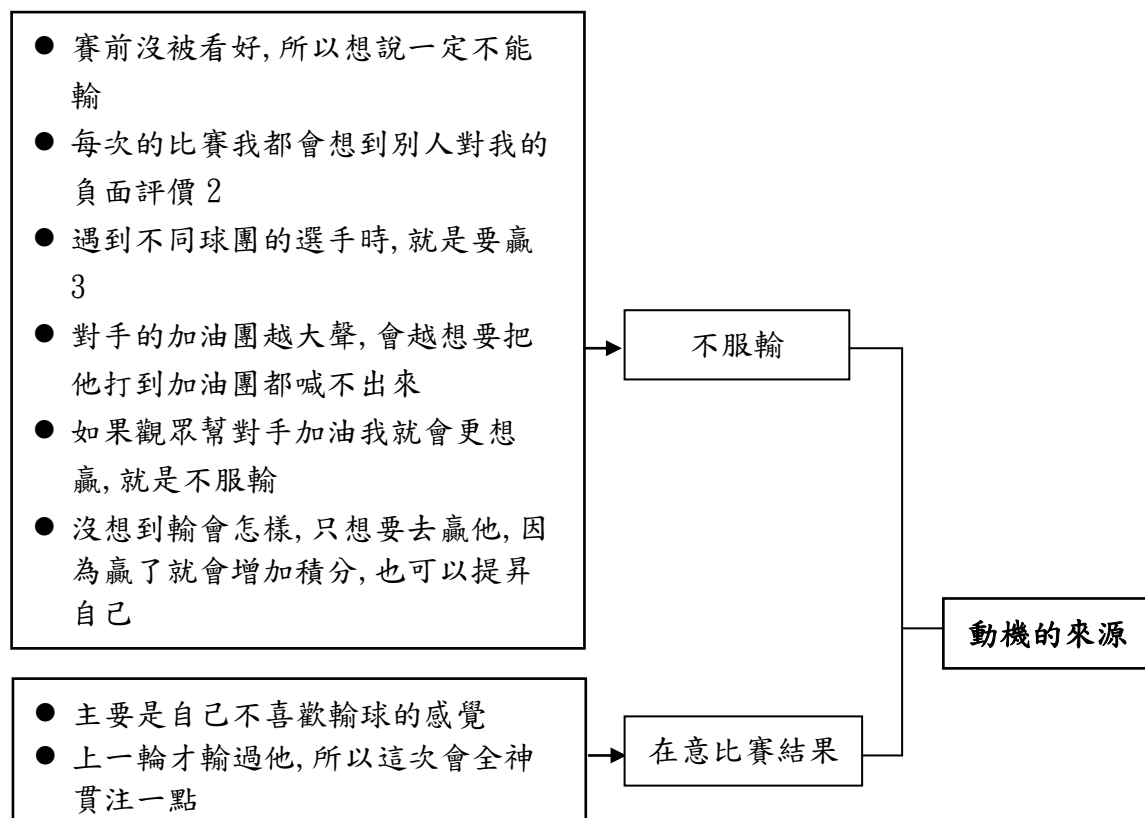 ● 賽前沒被看好,所以想說一定不能
輸
● 每次的比賽我都會想到別人對我的
負面評價 2
● 遇到不同球團的選手時,就是要贏
3
● 對手的加油團越大聲,會越想要把
他打到加油團都喊不出來
● 如果觀眾幫對手加油我就會更想
贏,就是不服輸
● 沒想到輸會怎樣,只想要去贏他,因
為贏了就會增加積分,也可以提昇
自己
不服輸
動機的來源
● 主要是自己不喜歡輸球的感覺
● 上一輪才輸過他,所以這次會全神
貫注一點
在意比賽結果